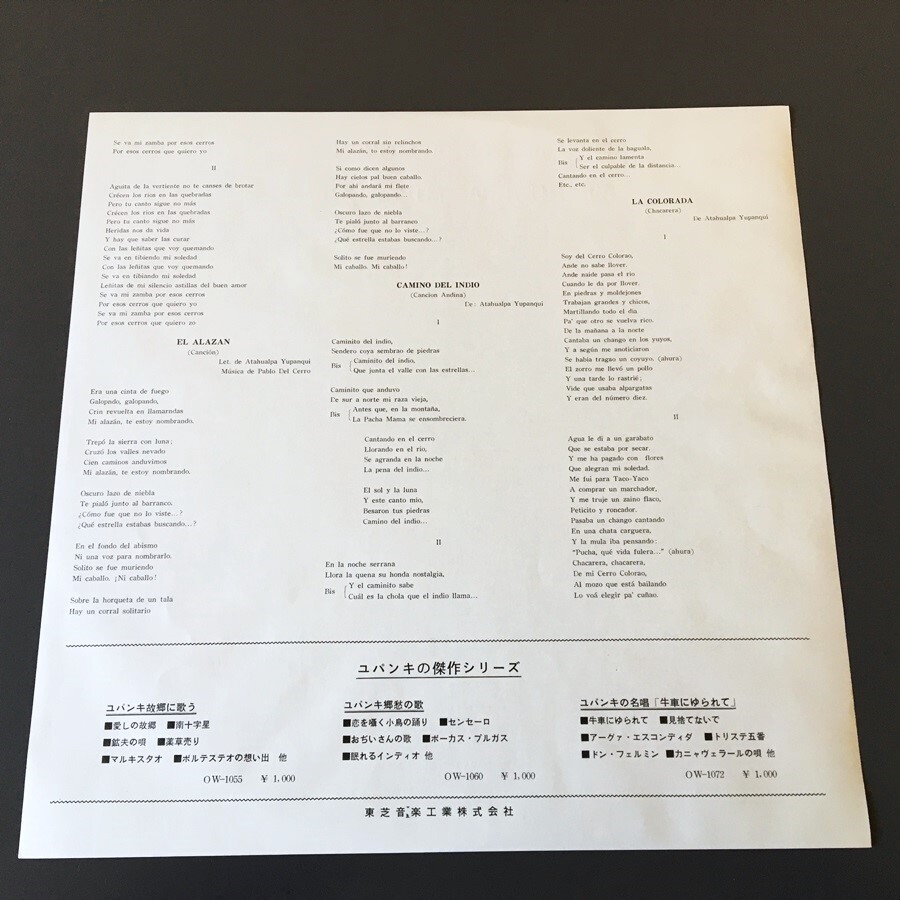 Se va mi zamba por esos cerros
Por esos cerros que quiero yo
II
Aguita de la vertiente no te canses de brotar
Crécen los ríos en las quebradas
Pero tu canto sigue no más
Crécen los ríos en las quebradas
Pero tu canto sigue no más
Heridas nos da vida
Y hay que saber las curar
Con las leñitas que voy quemando
Se va en tibiendo mi soledad
Con las leñitas que voy quemando
Se va en tibiando mi soledad
Leñitas de mi silencio astillas del buen amor
Se va mi zamba por esos cerros
Por esos cerros que quiero yo
Se va mi zamba por esos cerros
Por esos cerros que quiero zo
EL ALAZAN
(Canción)
Let. de Atahualpa Yupanqui
Música de Pablo Del Cerro
Era una cinta de fuego
Galopndo, galopando,
Crin revuelta en llamarndas
Mi alazán, te estoy nombrando.
Trepó la sierra con luna;
Cruzó los valles nevado
Cien caminos anduvimos
Mi alazán, te estoy nombrando.
Oscuro lazo de niebla
Te pialó junto al barranco.
¿Cómo fue que no lo viste…?
¿Qué estrella estabas buscando…?
En el fondo del abismo
Ni una voz para nombrarlo.
Solito se fue muriendo
Mi caballo. ¡Ni caballo!
Sobre la horqueta de un tala
Hay un corral solitario
Hay un corral sin relinchos
Mi alazán, to estoy nombrando.
Si como dicen algunos
Hay cielos pal buen caballo.
Por ahi andará mi flete
Galopando, galopando…
Oscuro lazo de niebla
Te pialó junto al barranco
¿Cómo fue que no lo viste…?
¿Qué estrella estabas buscando…?
Solito se fue muriendo
Mi caballo. Mi caballo!
CAMINO DEL INDIO
(Cancion Andina)
De: Atahualpa Yupanqui
I
Caminito del indio,
Sendero coya sembrao de piedras
Bis Caminitu del indio,
Que junta el valle con las estrellas…
Caminito que anduvo
De sur a norte mi raza vieja,
Bis Antes que, en la montaña,
La Pacha Mama se ensombreciera.
Cantando en el cerro
Llorando en el río,
Se agranda en la noche
La pena del indio…
El sol y la luna
Y este canto mío,
Besaron tus piedras
Camino del indio…
II
En la noche serrana
Llora la quena su honda nostalgia,
Bis Y el caminito sabe
Cuál es la chola que el indio llama…
Se levanta en el cerro
La voz doliente de la baguala,
Bis Y el camino lamenta
Ser el culpable de la distancia…
Cantando en el cerro…
Etc., etc.
LA COLORADA
(Chacarera)
De Atahualpa Yupanqui
I
Soy del Cerro Colorao,
Ande no sabe llover.
Ande naide pasa el río
Cuando le da por llover.
En piedras y moldejones
Trabajan grandes y chicos,
Martillando todo el día
Pa' que otro se vuelva rico.
De la mañana a la nocte
Cantaba un chango en los yuyos,
Y a según me anoticiaron
Se había tragao un coyuyo. (ahura)
El zorro me llevó un pollo
Y una tarde lo rastrié;
Vide que usaba alpargatas
Y eran del número diez.
II
Agua le di a un garabato
Que se estaba por secar.
Y me ha pagado con flores
Que alegran mi soledad.
Me fui para Taco-Yaco
A comprar un marchador,
Y me truje un zaino flaco,
Peticito y roncador.
Pasaba un chango cantando
En una chata carguera,
Y la mula iba pensando:
“Pucha, qué vida fulera…” (ahura)
Chacarera, chacarera,
De mi Cerro Colorao,
Al mozo que está bailando
Lo voá elegir pa' cuñao.
ユパンキの傑作シリーズ
ユパンキ故郷に歌う
■愛しの故郷 ■南十字星
■鉱夫の唄 ■薬草売り
■マルキスタオ ■ポルテステオの想い出 他
OW-1055 ￥1,000
ユパンキ郷愁の歌
■恋を囁く小鳥の踊り ■センセーロ
■おぢいさんの歌 ■ポーカス・プルガス
■眠れるインディオ 他
OW-1060 ￥1,000
ユパンキの名唱「牛車にゆられて」
■牛車にゆられて ■見捨てないで
■アーヴァ・エスコンディダ ■トリステ五番
■ドン・フェルミン ■カニャヴェラールの唄 他
OW-1072 ￥1,000
東芝音楽工業株式会社